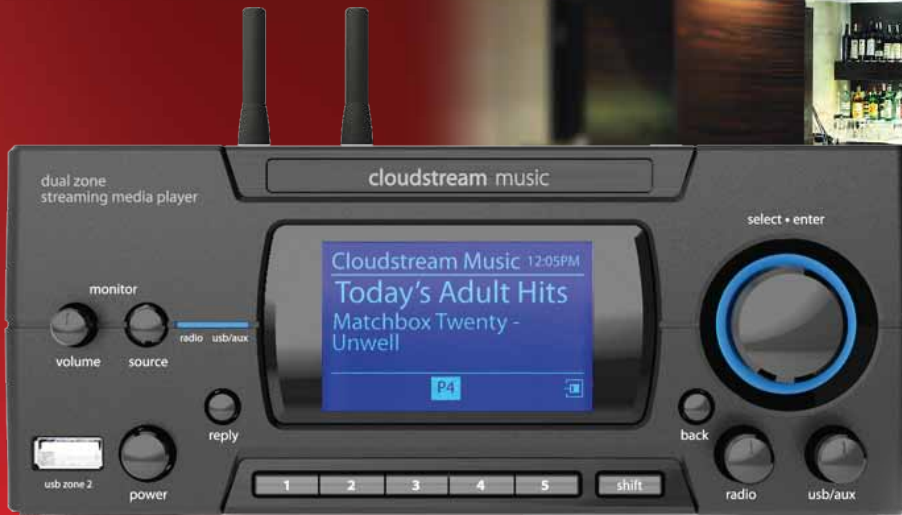 cloudstream music
dual zone
streaming media player
select • enter
Cloudstream Music 12:05PM
Today's Adult Hits
Matchbox Twenty -
Unwell
P4
monitor
volume
source
radio usb/aux
reply
back
usb zone 2
power
1 2 3 4 5 shift
radio
usb/aux